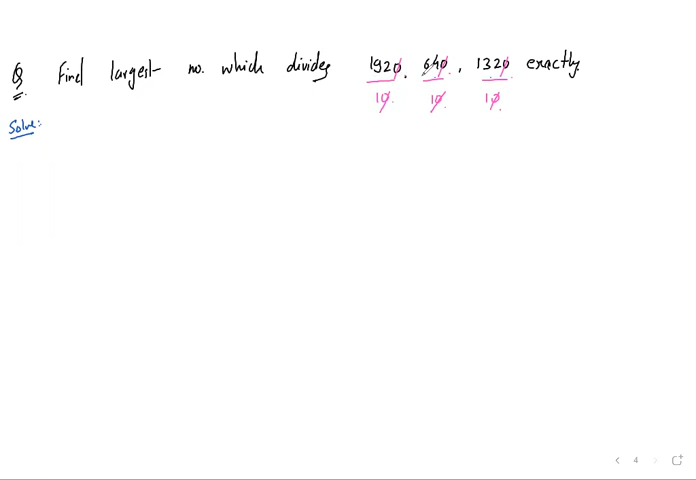 Q Find largest no. which divides 1920, 640, 1320 exactly
10 10 10
Solve:
4